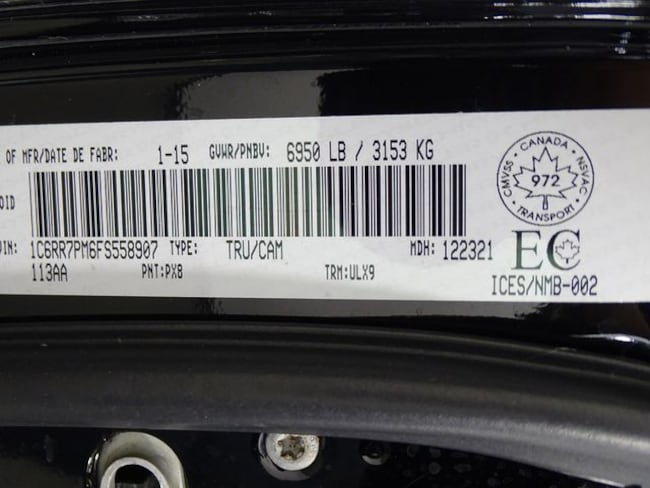 OF MFR/DATE DE FABR: 1-15 GVWR/PNBV: 6950 LB / 3153 KG
OID
VIN: 1C6RR7PM6FS558907 TYPE: TRU/CAM MDH: 122321
113AA PNT:PX8 TRM:ULX9
CANADA
CMVSS 972 NSVAC
TRANSPORT
EC
ICES/NMB-002